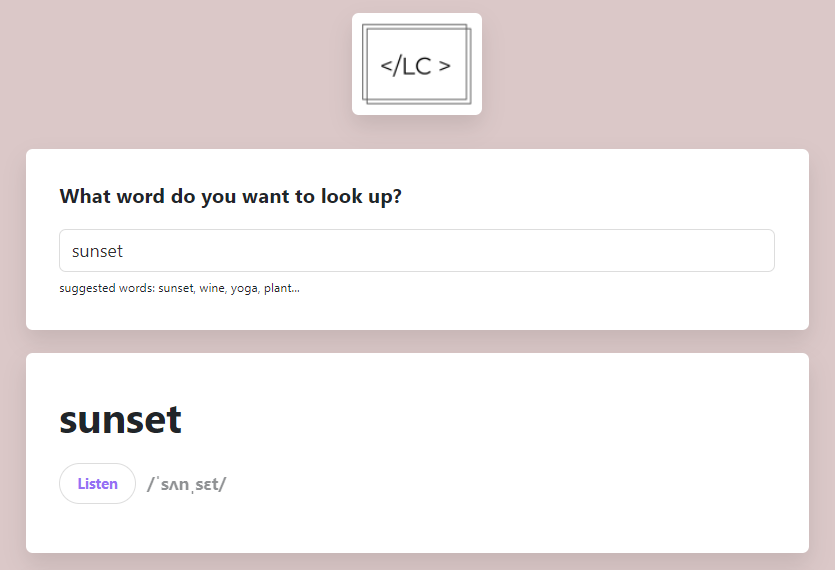 </LC >
What word do you want to look up?
sunset
suggested words: sunset, wine, yoga, plant...
sunset
Listen /ˈsʌnˌsɛt/